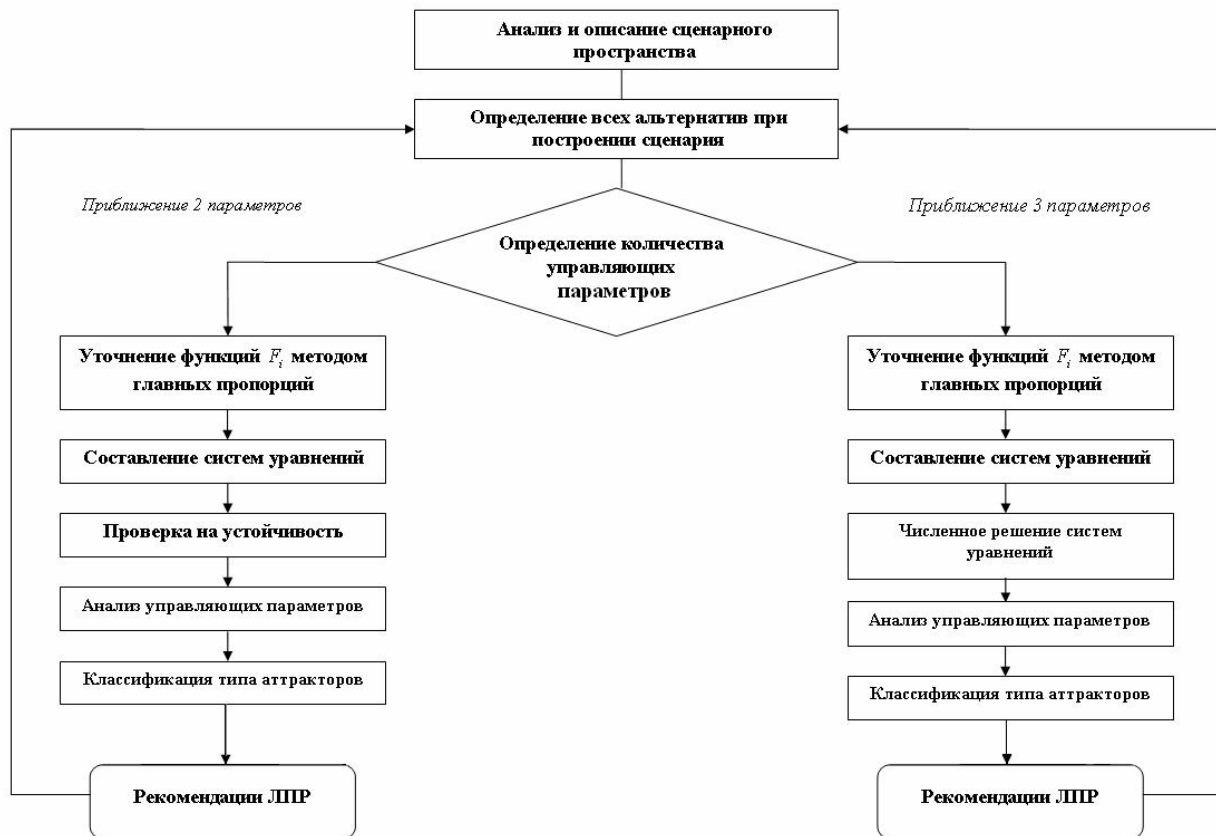 Анализ и описание сценарного
пространства
Определение всех альтернатив при
построении сценария
Приближение 2 параметров
Приближение 3 параметров
Определение количества
управляющих
параметров
Уточнение функций F_i методом
главных пропорций
Составление систем уравнений
Проверка на устойчивость
Анализ управляющих параметров
Классификация типа аттракторов
Рекомендации ЛПР
Уточнение функций F_i методом
главных пропорций
Составление систем уравнений
Численное решение систем
уравнений
Анализ управляющих параметров
Классификация типа аттракторов
Рекомендации ЛПР